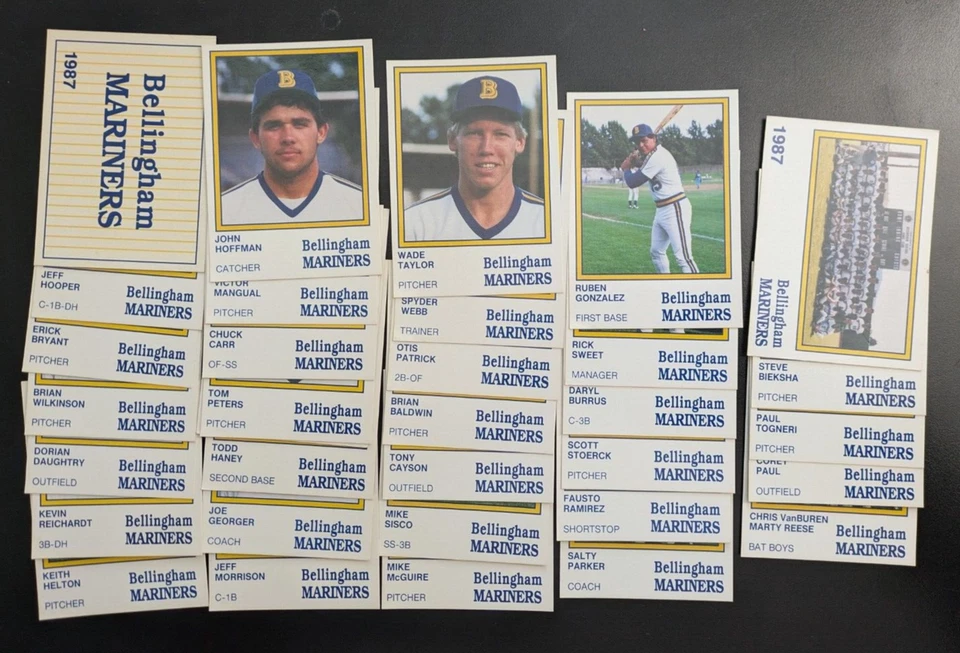 1987
Bellingham
MARINERS
JEFF
HOOPER
C-1B-DH
Bellingham
MARINERS
ERICK
BRYANT
PITCHER
Bellingham
MARINERS
BRIAN
WILKINSON
PITCHER
Bellingham
MARINERS
DORIAN
DAUGHTRY
OUTFIELD
Bellingham
MARINERS
KEVIN
REICHARDT
3B-DH
Bellingham
MARINERS
KEITH
HELTON
PITCHER
Bellingham
MARINERS
B
JOHN
HOFFMAN
CATCHER
Bellingham
MARINERS
VICTOR
MANGUAL
PITCHER
Bellingham
MARINERS
CHUCK
CARR
OF-SS
Bellingham
MARINERS
TOM
PETERS
PITCHER
Bellingham
MARINERS
TODD
HANEY
SECOND BASE
Bellingham
MARINERS
JOE
GEORGER
COACH
Bellingham
MARINERS
JEFF
MORRISON
C-1B
Bellingham
MARINERS
B
WADE
TAYLOR
PITCHER
Bellingham
MARINERS
SPYDER
WEBB
TRAINER
Bellingham
MARINERS
OTIS
PATRICK
2B-OF
Bellingham
MARINERS
BRIAN
BALDWIN
PITCHER
Bellingham
MARINERS
TONY
CAYSON
OUTFIELD
Bellingham
MARINERS
MIKE
SISCO
SS-3B
Bellingham
MARINERS
MIKE
McGUIRE
PITCHER
Bellingham
MARINERS
RUBEN
GONZALEZ
FIRST BASE
Bellingham
MARINERS
RICK
SWEET
MANAGER
Bellingham
MARINERS
DARYL
BURRUS
C-3B
Bellingham
MARINERS
SCOTT
STOERCK
PITCHER
Bellingham
MARINERS
FAUSTO
RAMIREZ
SHORTSTOP
Bellingham
MARINERS
SALTY
PARKER
COACH
Bellingham
MARINERS
1987
Bellingham
MARINERS
STEVE
BIEKSHA
PITCHER
Bellingham
MARINERS
PAUL
TOGNERI
PITCHER
Bellingham
MARINERS
COREY
PAUL
OUTFIELD
Bellingham
MARINERS
CHRIS VanBUREN
MARTY REESE
BAT BOYS
Bellingham
MARINERS